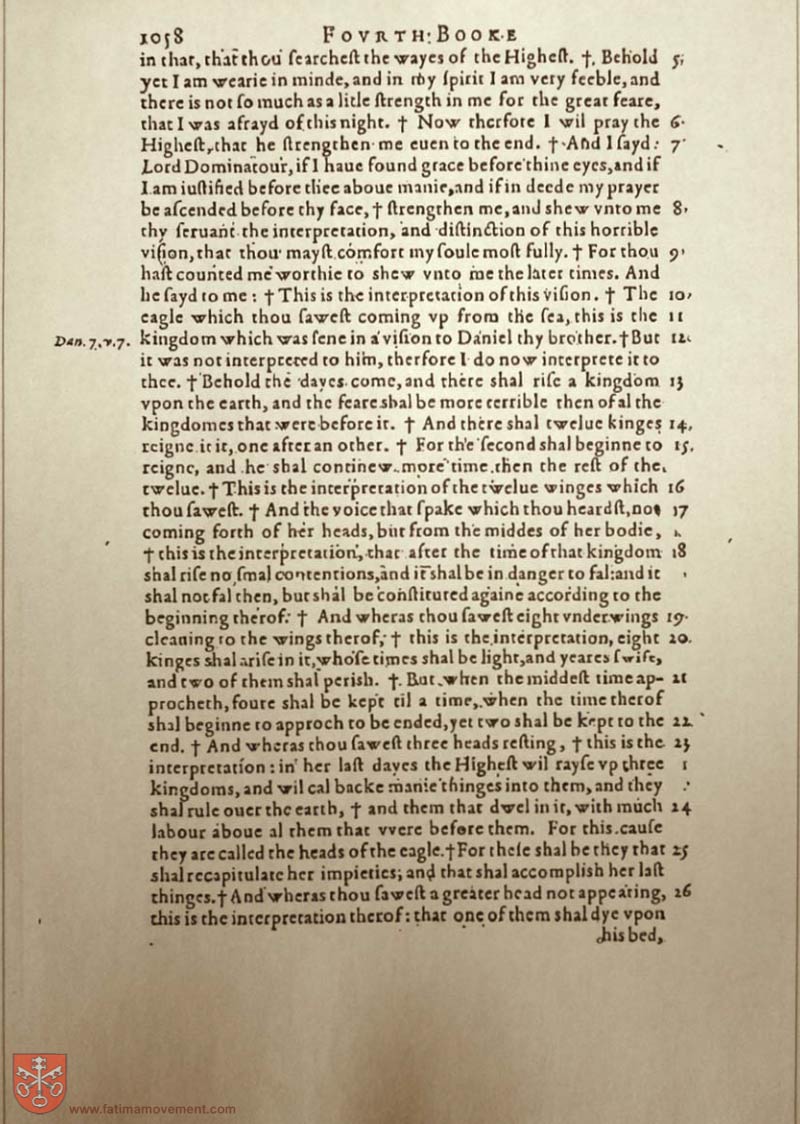 1058 FOVRTH BOOKE
in that, that thou ſearcheſt the wayes of the Higheſt. †. Behold 5,
yet I am wearie in minde, and in my ſpirit I am very feeble, and
there is not ſo much as a litle ſtrength in me for the great feare,
that I was afrayd of this night. † Now therfore I wil pray the 6.
Higheſt, that he ſtrengthen me euen to the end. † And I ſayd: 7
Lord Dominatour, if I haue found grace before thine eyes, and if
I am iuſtified before thee aboue manie, and if in deede my prayer
be aſcended before thy face, † ſtrengthen me, and shew vnto me 8,
thy ſeruant the interpretation, and diſtinction of this horrible
viſion, that thou mayſt comfort my ſoule moſt fully. † For thou 9,
haſt counted me worthie to shew vnto me the later times. And
he ſayd to me: † This is the interpretation of this viſion. † The 10,
eagle which thou ſaweſt coming vp from the ſea, this is the 11
Dan. 7. v. 7. kingdom which was ſene in a viſion to Daniel thy brother. † But 12.
it was not interpreted to him, therfore I do now interprete it to
thee. † Behold the dayes come, and there shal riſe a kingdom 13
vpon the earth, and the feare shal be more terrible then of al the
kingdomes that were before it. † And there shal twelue kinges 14,
reigne it it, one after an other. † For the ſecond shal beginne to 15.
reigne, and he shal continew more time then the reſt of the
twelue. † This is the interpretation of the twelue winges which 16
thou ſaweſt. † And the voice that ſpake which thou heardſt, not 17
coming forth of her heads, but from the middes of her bodie,
† this is the interpretation, that after the time of that kingdom 18
shal riſe no ſmal contentions, and it shal be in danger to fal: and it
shal not fal then, but shal be conſtitured againe according to the
beginning therof: † And wheras thou ſaweſt eight vnderwings 19.
cleauing to the wings therof, † this is the interpretation, eight 20.
kinges shal ariſe in it, whoſe times shal be light, and yeares ſwift,
and two of them shal perish. †. But when the middeſt time ap- 21
procheth, foure shal be kept til a time, when the time therof
shal beginne to approch to be ended, yet two shal be kept to the 22.
end. † And wheras thou ſaweſt three heads reſting, † this is the 23
interpretation: in her laſt dayes the Higheſt wil rayſe vp three
kingdoms, and wil cal backe manie thinges into them, and they
shal rule ouer the earth, † and them that dwel in it, with much 24
labour aboue al them that vvere before them. For this cauſe
they are called the heads of the eagle. † For theſe shal be they that 25
shal recapitulate her impieties; and that shal accomplish her laſt
thinges. † And wheras thou ſaweſt a greater head not appearing, 26
this is the interpretation therof: that one of them shal dye vpon
his bed,
www.fatimamovement.com